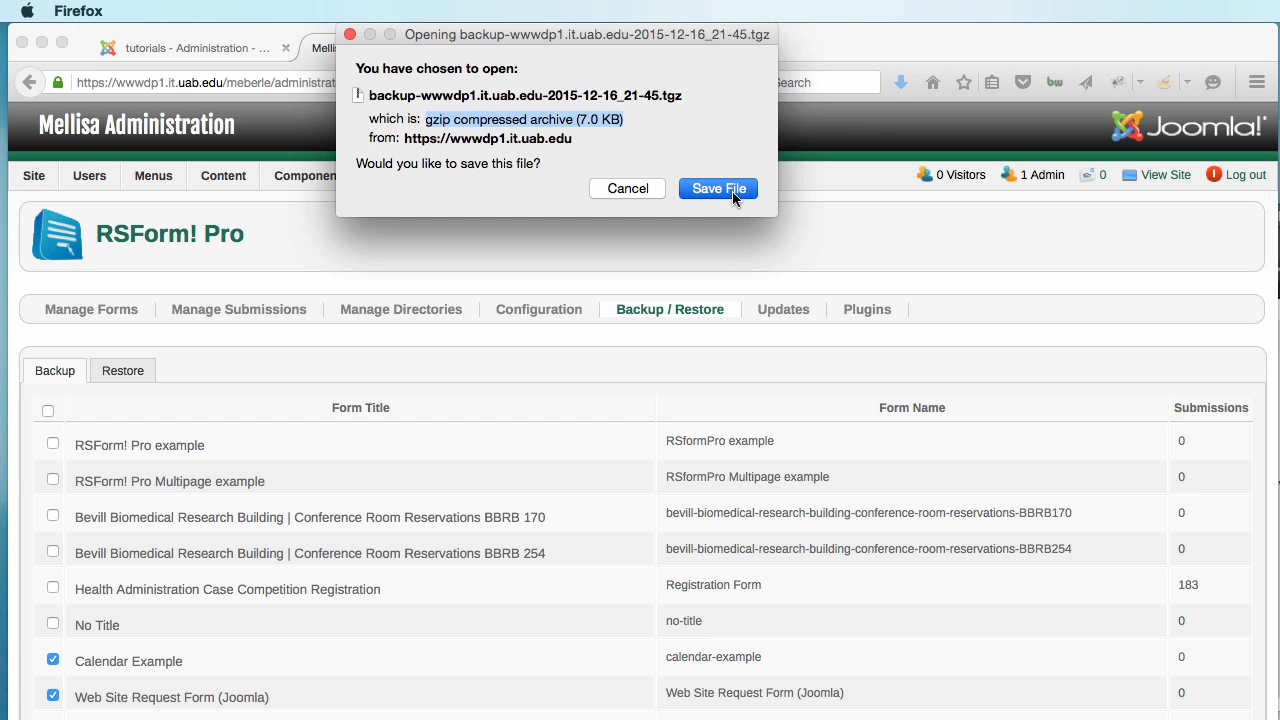 Firefox
tutorials - Administration - ...
Melli
Opening backup-wwwdp1.it.uab.edu-2015-12-16_21-45.tgz
https://wwwdp1.it.uab.edu/meberle/administrat
Search
You have chosen to open:
backup-wwwdp1.it.uab.edu-2015-12-16_21-45.tgz
which is: gzip compressed archive (7.0 KB)
from: https://wwwdp1.it.uab.edu
Would you like to save this file?
Cancel Save File
Mellisa Administration
Joomla!
Site Users Menus Content Componen
0 Visitors 1 Admin 0 View Site Log out
RSForm! Pro
Manage Forms Manage Submissions Manage Directories Configuration Backup / Restore Updates Plugins
Backup Restore
Form Title Form Name Submissions
RSForm! Pro example RSformPro example 0
RSForm! Pro Multipage example RSformPro Multipage example 0
Bevill Biomedical Research Building | Conference Room Reservations BBRB 170 bevill-biomedical-research-building-conference-room-reservations-BBRB170 0
Bevill Biomedical Research Building | Conference Room Reservations BBRB 254 bevill-biomedical-research-building-conference-room-reservations-BBRB254 0
Health Administration Case Competition Registration Registration Form 183
No Title no-title 0
Calendar Example calendar-example 0
Web Site Request Form (Joomla) Web Site Request Form (Joomla) 0